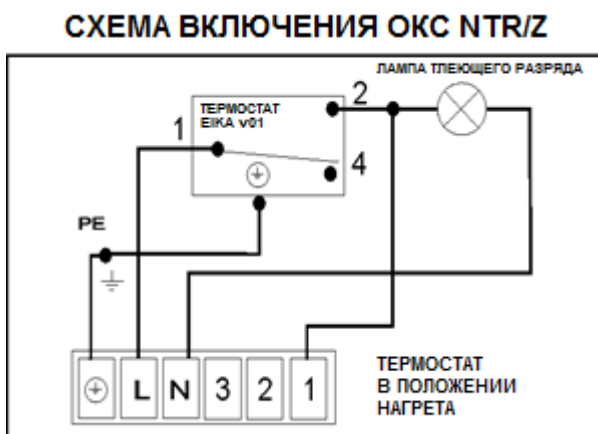 СХЕМА ВКЛЮЧЕНИЯ ОКС NTR/Z
ЛАМПА ТЛЕЮЩЕГО РАЗРЯДА
ТЕРМОСТАТ
EIKA v01
1
2
4
PE
L N 3 2 1
ТЕРМОСТАТ
В ПОЛОЖЕНИИ
НАГРЕТА